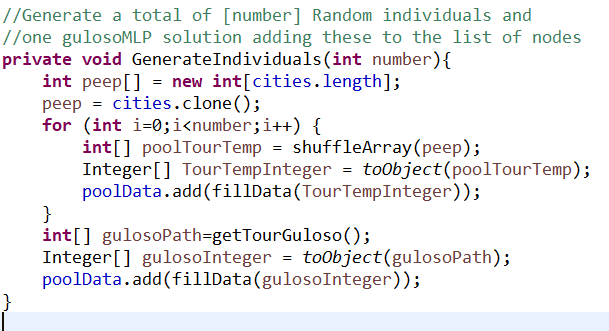 //Generate a total of [number] Random individuals and
//one gulosoMLP solution adding these to the list of nodes
private void GenerateIndividuals(int number){
    int peep[] = new int[cities.length];
    peep = cities.clone();
    for (int i=0;i<number;i++) {
        int[] poolTourTemp = shuffleArray(peep);
        Integer[] TourTempInteger = toObject(poolTourTemp);
        poolData.add(fillData(TourTempInteger));
    }
    int[] gulosoPath=getTourGuloso();
    Integer[] gulosoInteger = toObject(gulosoPath);
    poolData.add(fillData(gulosoInteger));
}